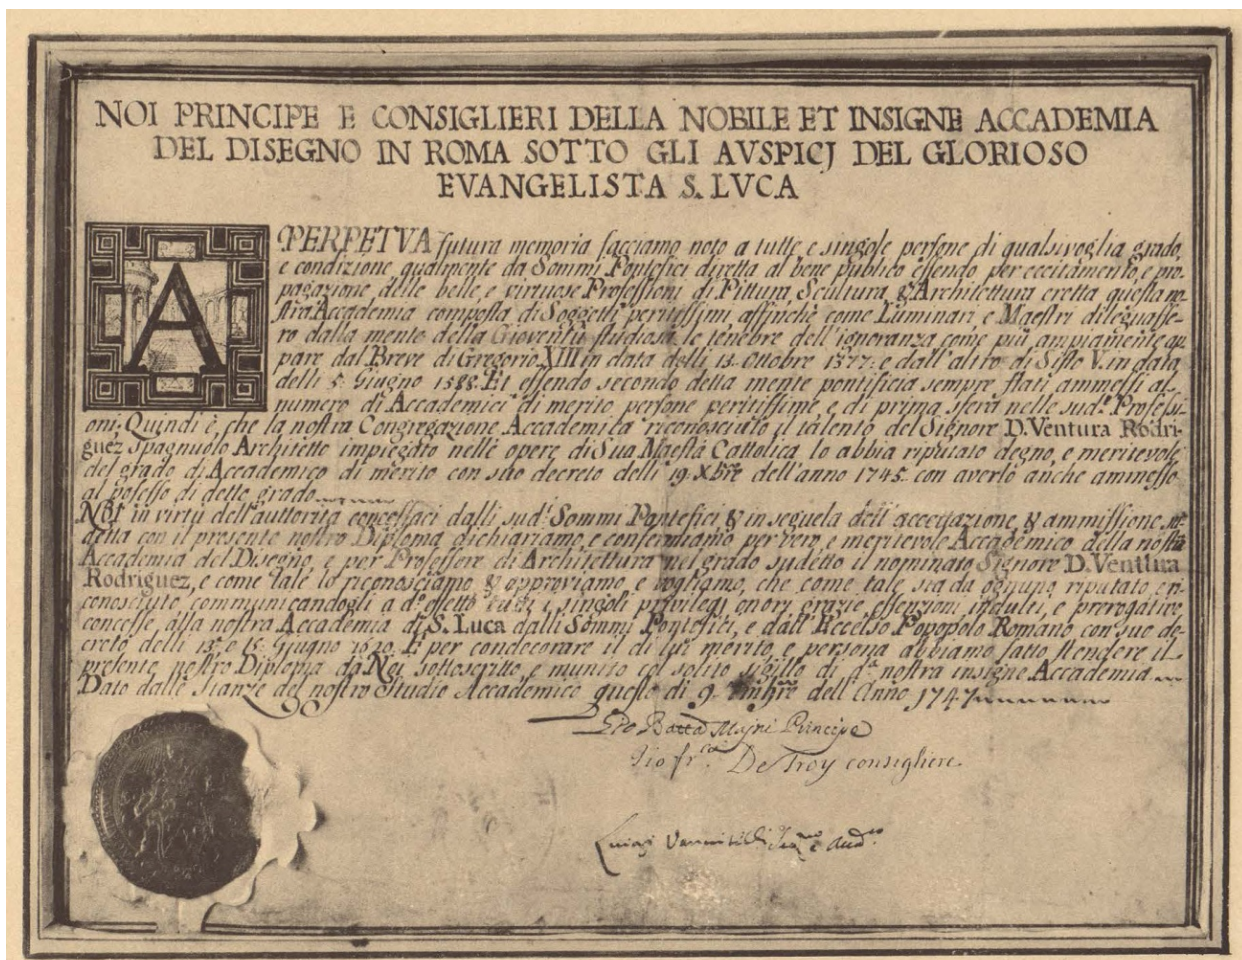 NOI PRINCIPE E CONSIGLIERI DELLA NOBILE ET INSIGNE ACCADEMIA
DEL DISEGNO IN ROMA SOTTO GLI AVSPICJ DEL GLORIOSO
EVANGELISTA S. LVCA
A PERPETVA futura memoria facciamo noto a tutte, e singole persone di qualsivoglia grado,
e condizione, qualmente da Sommi Pontefici diretta al bene publico essendo per eccitamento, e pro-
pagazione delle belle, e virtuose Professioni di Pittura, Scultura, & Architettura eretta questa no-
stra Accademia composta di Soggetti peritissimi affinchè come Luminari, e Maestri dileguasse-
ro dalla mente della Gioventù studiosa le tenebre dell'ignoranza come più ampiamente ap-
pare dal Breve di Gregorio XIII in data delli 13. Ottobre 1577. e dall'altro di Sisto V. in data
delli 5. Giugno 1588. Et essendo secondo detta mente pontificia sempre stati ammessi al
numero di Accademici di merito persone peritissime, e di prima sfera nelle sud.e Professi-
oni. Quindi è, che la nostra Congregazione Accademica riconosciuto il talento del Signore D. Ventura Rodri-
guez Spagnuolo Architetto impiegato nelle opere di Sua Maestà Cattolica, lo abbia riputato degno, e meritevole
del grado di Accademico di merito con suo decreto delli 19. Xbre dell'anno 1745. con averlo anche ammesso
al posesso di detto grado
Noi in virtù dell'auttorità concessaci dalli sud.i Sommi Pontefici & in seguela dell'accettazione, & ammissione su-
detta con il presente nostro Diploma dichiariamo, e confermiamo per vero, e meritevole Accademico della nostra
Accademia del Disegno, e per Professore di Architettura nel grado sudetto il nominato Signore D. Ventura
Rodriguez, e come tale lo riconosciamo & approviamo, e vogliamo, che come tale sia da ognuno riputato, e ri-
conosciuto, communicandogli a d.o effetto tutti, i singoli privilegj onori, grazie, essenzioni indulti, e prerogative,
concesse alla nostra Accademia di S. Luca dalli Sommi Pontefici, e dall'Eccelso Popopolo Romano con suo de-
creto delli 15. e 16. Giugno 1620. E per condecorare il di lui merito, e persona abbiamo fatto stendere il
presente nostro Diploma da Noi sottoscritto, e munito col solito sigillo di d.a nostra insigne Accademia
Dato dalle Stanze del nostro Studio Accademico questo dì 9. dell'Anno 1747
Gio Batta Maini Principe
Gio fr.co De Troy consigliere
Luigi Vanvitelli